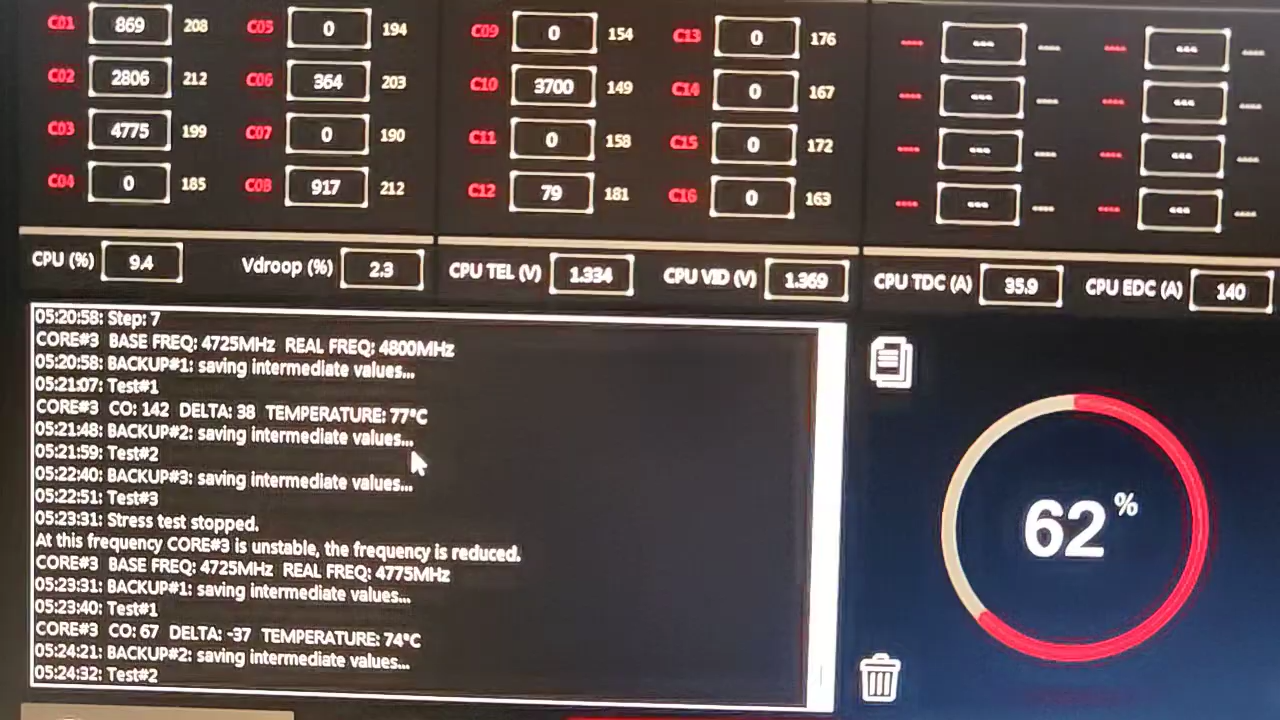 C01 869 208 C05 0 194 C09 0 154 C13 0 176 ---- --- ---- ---- --- ----
C02 2806 212 C06 364 203 C10 3700 149 C14 0 167 ---- --- ---- ---- --- ----
C03 4775 199 C07 0 190 C11 0 158 C15 0 172 ---- --- ---- ---- --- ----
C04 0 185 C08 917 212 C12 79 181 C16 0 163 ---- --- ---- ---- --- ----
CPU (%) 9.4 Vdroop (%) 2.3 CPU TEL (V) 1.334 CPU VID (V) 1.369 CPU TDC (A) 35.9 CPU EDC (A) 140
05:20:58: Step: 7
CORE#3 BASE FREQ: 4725MHz REAL FREQ: 4800MHz
05:20:58: BACKUP#1: saving intermediate values...
05:21:07: Test#1
CORE#3 CO: 142 DELTA: 38 TEMPERATURE: 77°C
05:21:48: BACKUP#2: saving intermediate values...
05:21:59: Test#2
05:22:40: BACKUP#3: saving intermediate values...
05:22:51: Test#3
05:23:31: Stress test stopped.
At this frequency CORE#3 is unstable, the frequency is reduced.
CORE#3 BASE FREQ: 4725MHz REAL FREQ: 4775MHz
05:23:31: BACKUP#1: saving intermediate values...
05:23:40: Test#1
CORE#3 CO: 67 DELTA: -37 TEMPERATURE: 74°C
05:24:21: BACKUP#2: saving intermediate values...
05:24:32: Test#2
62%